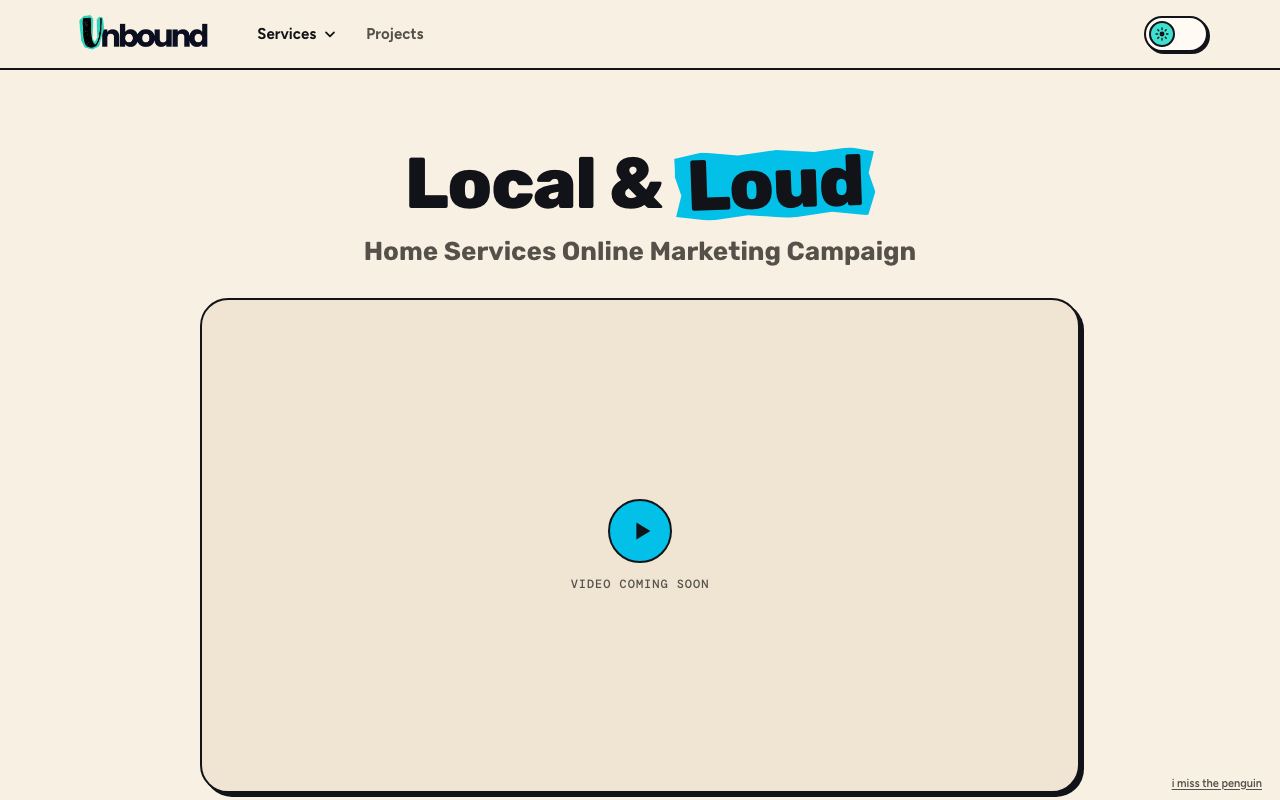 Unbound
Services
Projects
Local & Loud
Home Services Online Marketing Campaign
VIDEO COMING SOON
i miss the penguin